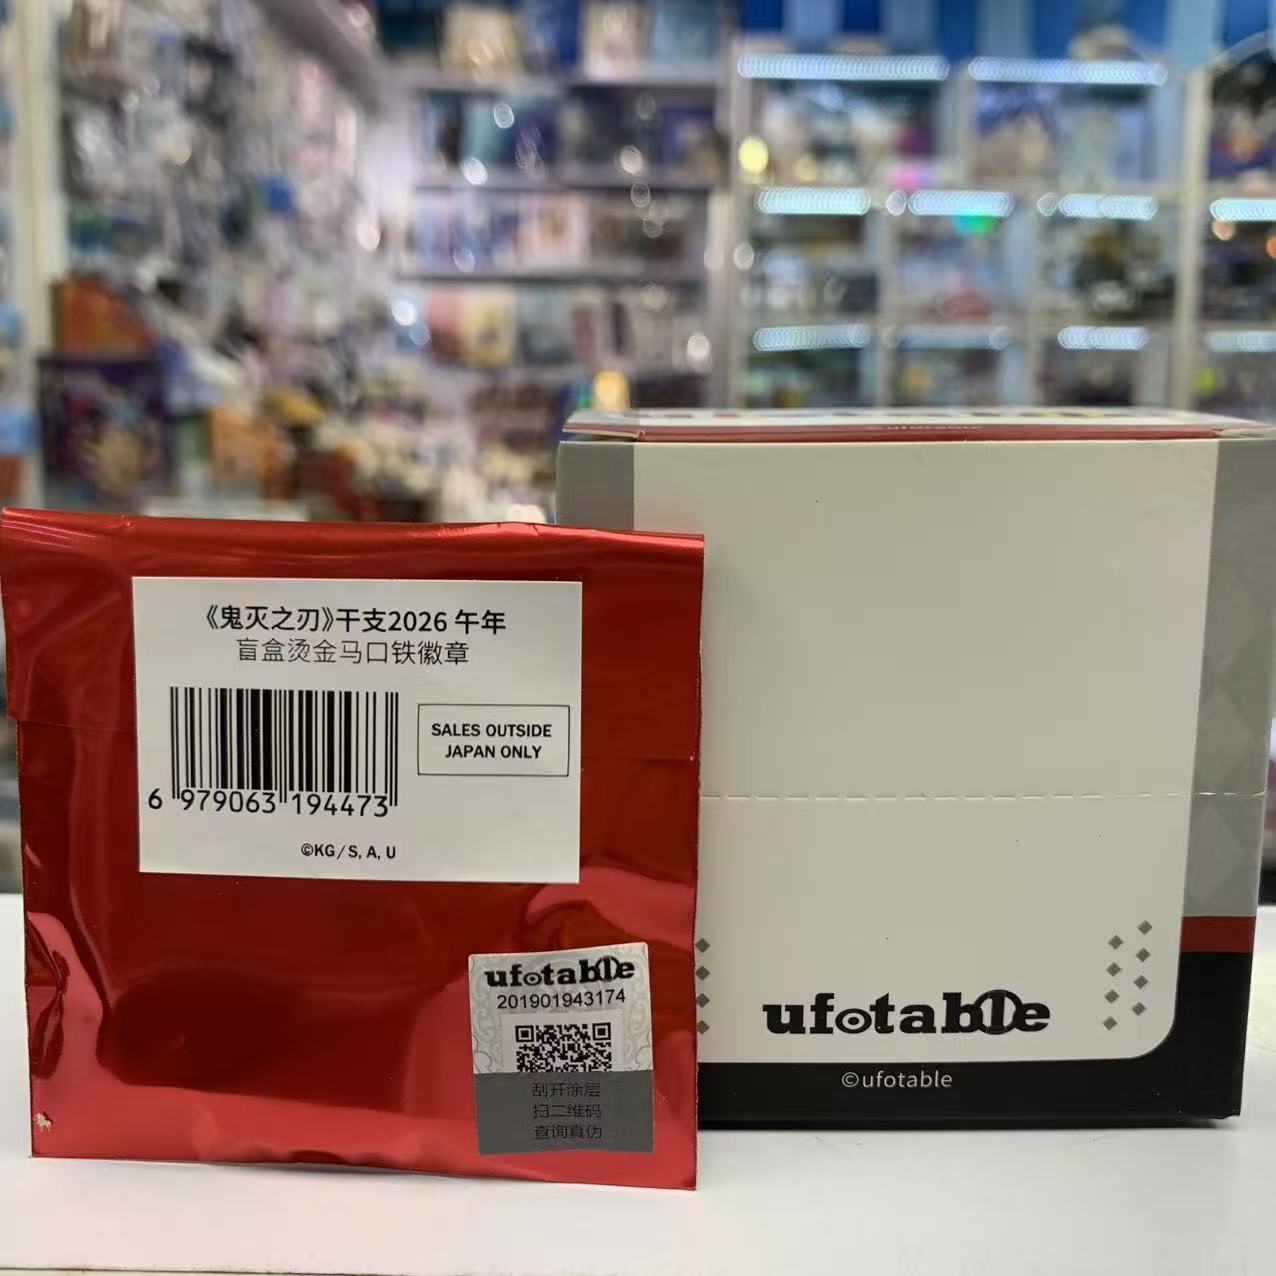 《鬼灭之刃》干支2026 午年
盲盒烫金马口铁徽章
SALES OUTSIDE
JAPAN ONLY
6 979063 194473
©KG/S, A, U
ufotable
201901943174
刮开涂层
扫二维码
查询真伪
©ufotable
ufotable
©ufotable